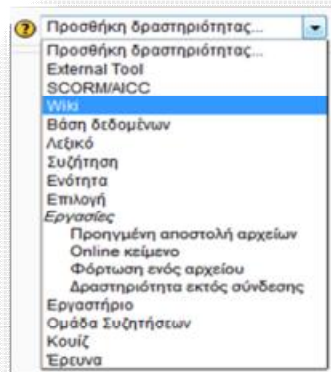 ? Προσθήκη δραστηριότητας...
Προσθήκη δραστηριότητας...
External Tool
SCORM/AICC
Wiki
Βάση δεδομένων
Λεξικό
Συζήτηση
Ενότητα
Επιλογή
Εργασίες
Προηγμένη αποστολή αρχείων
Online κείμενο
Φόρτωση ενός αρχείου
Δραστηριότητα εκτός σύνδεσης
Εργαστήριο
Ομάδα Συζητήσεων
Κουίζ
Έρευνα